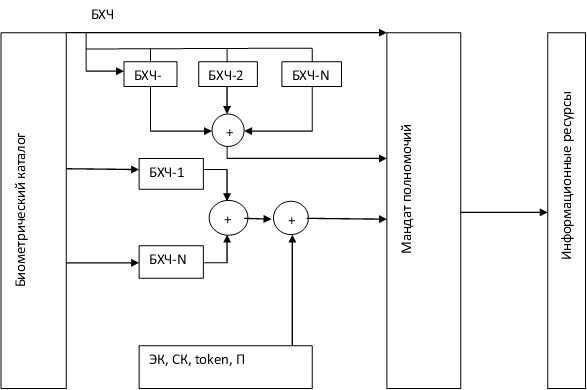 БХЧ
БХЧ-
БХЧ-2
БХЧ-N
+
БХЧ-1
+
+
БХЧ-N
ЭК, СК, token, П
Биометрический каталог
Мандат полномочий
Информационные ресурсы